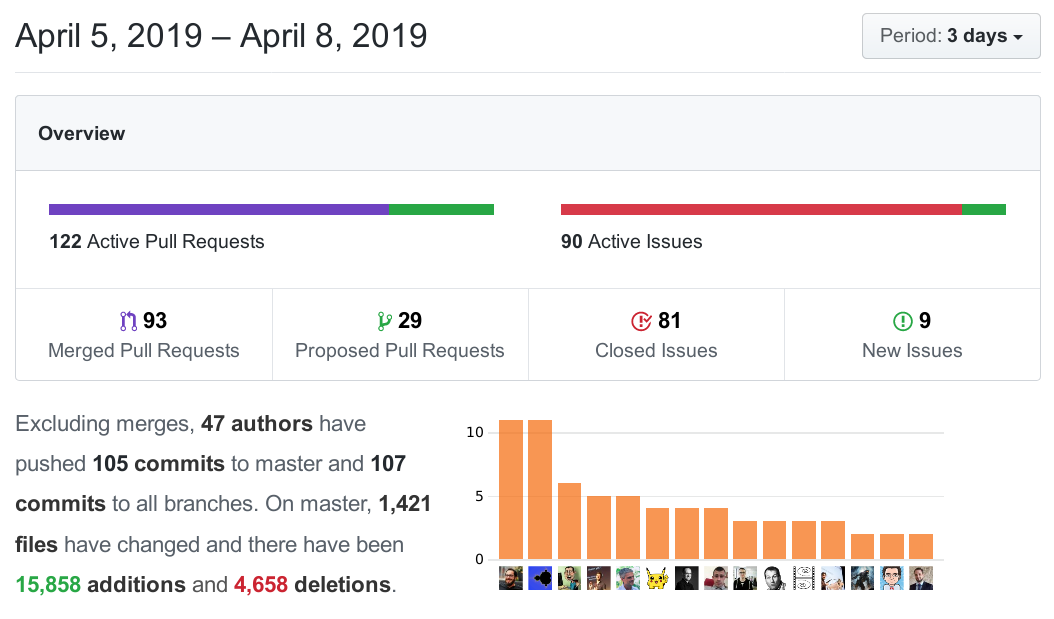 April 5, 2019 – April 8, 2019
Period: 3 days
Overview
122 Active Pull Requests
90 Active Issues
93
Merged Pull Requests
29
Proposed Pull Requests
81
Closed Issues
9
New Issues
Excluding merges, 47 authors have
pushed 105 commits to master and 107
commits to all branches. On master, 1,421
files have changed and there have been
15,858 additions and 4,658 deletions.
10
5
0